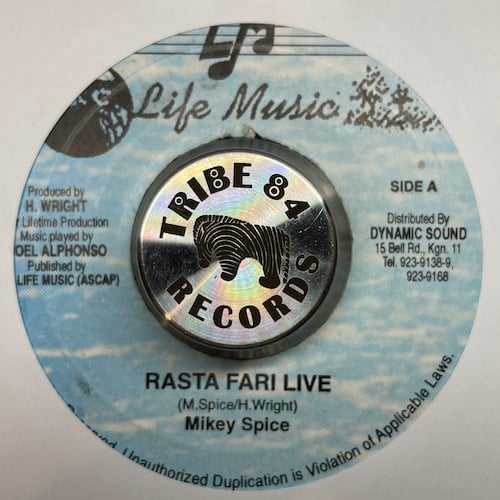 Life Music
Produced by
H. WRIGHT
Lifetime Production
Music played by
OEL ALPHONSO
Published by
LIFE MUSIC (ASCAP)
SIDE A
Distributed By
DYNAMIC SOUND
15 Bell Rd., Kgn. 11
Tel. 923-9138-9,
923-9168
TRIBE 84
RECORDS
RASTA FARI LIVE
(M.Spice/H.Wright)
Mikey Spice
Unauthorized Duplication is Violation of Applicable Laws.